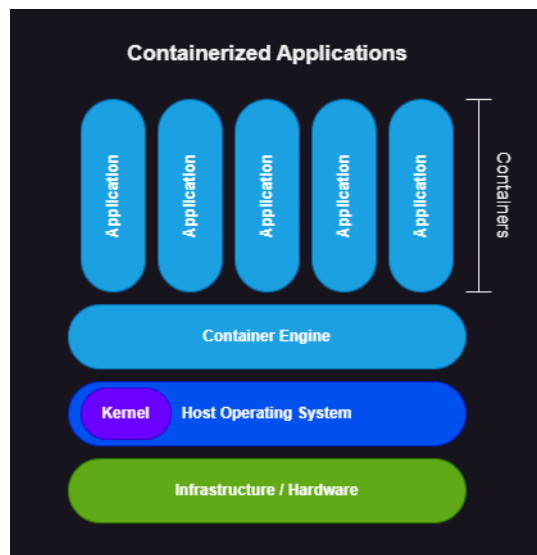 Containerized Applications
Application
Application
Application
Application
Application
Containers
Container Engine
Kernel
Host Operating System
Infrastructure / Hardware